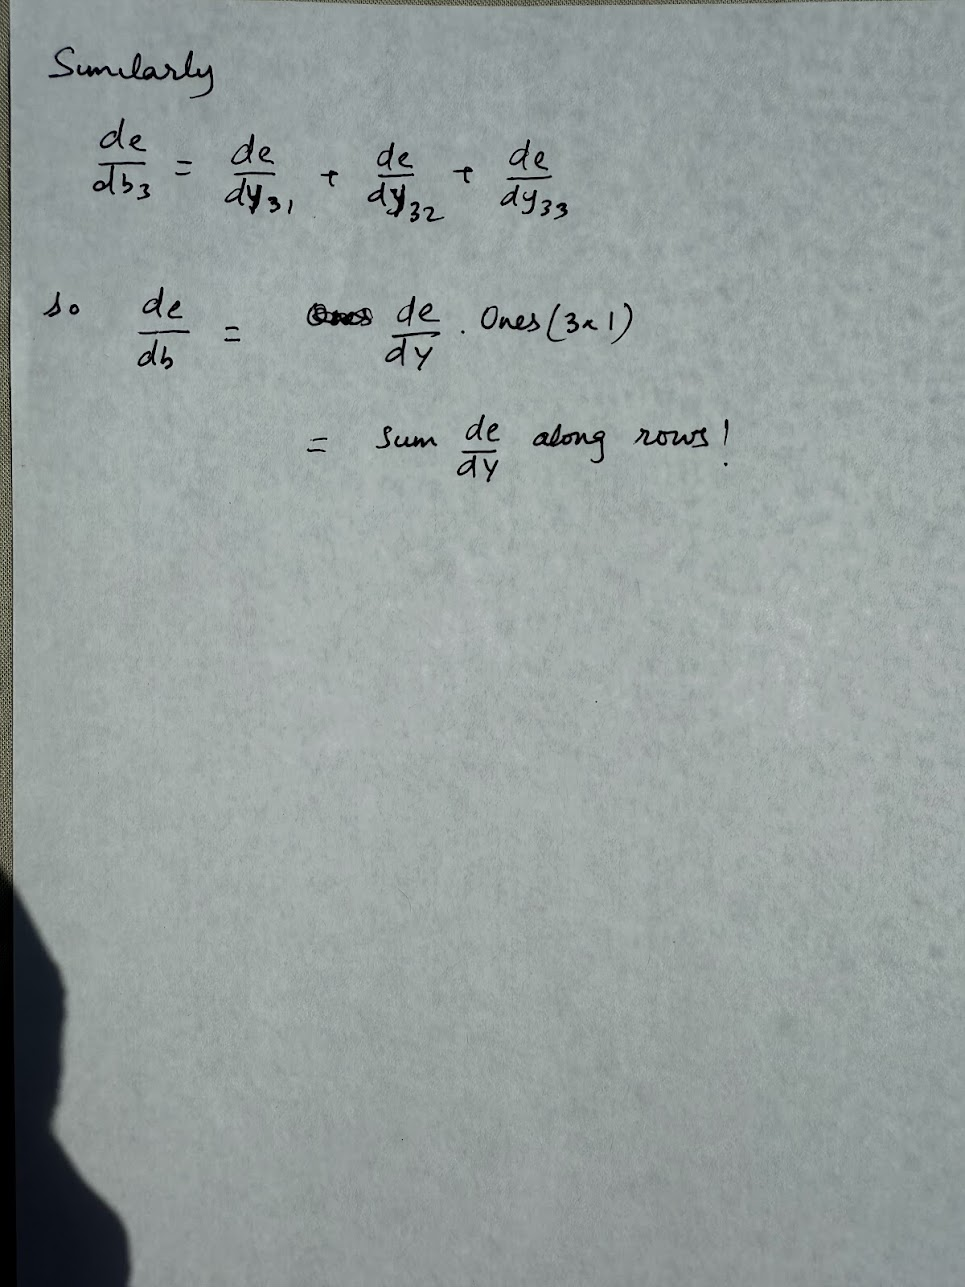 Similarly
de/db3 = de/dy31 + de/dy32 + de/dy33
so de/db = de/dy . Ones(3x1)
= sum de/dy along rows!